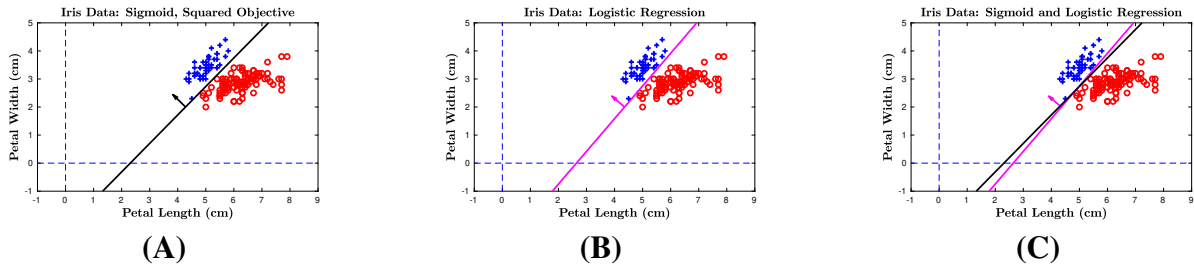 Iris Data: Sigmoid, Squared Objective
5
4
3
2
1
0
-1
Petal Width (cm)
-1 0 1 2 3 4 5 6 7 8 9
Petal Length (cm)
(A)
Iris Data: Logistic Regression
5
4
3
2
1
0
-1
Petal Width (cm)
-1 0 1 2 3 4 5 6 7 8 9
Petal Length (cm)
(B)
Iris Data: Sigmoid and Logistic Regression
5
4
3
2
1
0
-1
Petal Width (cm)
-1 0 1 2 3 4 5 6 7 8 9
Petal Length (cm)
(C)